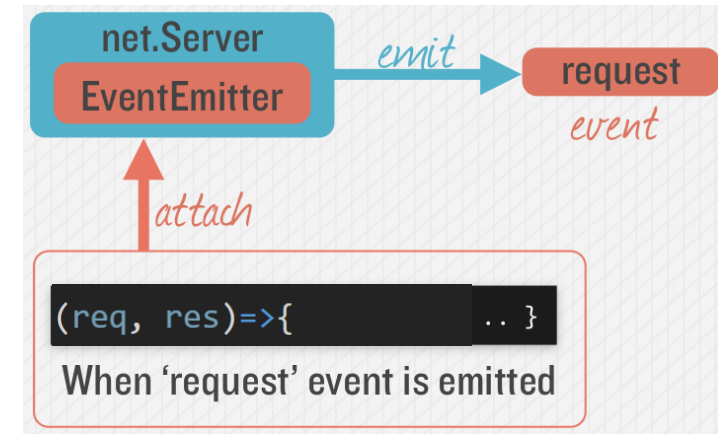 net.Server
EventEmitter
emit
request
event
attach
(req, res)=>{ .. }
When ‘request’ event is emitted